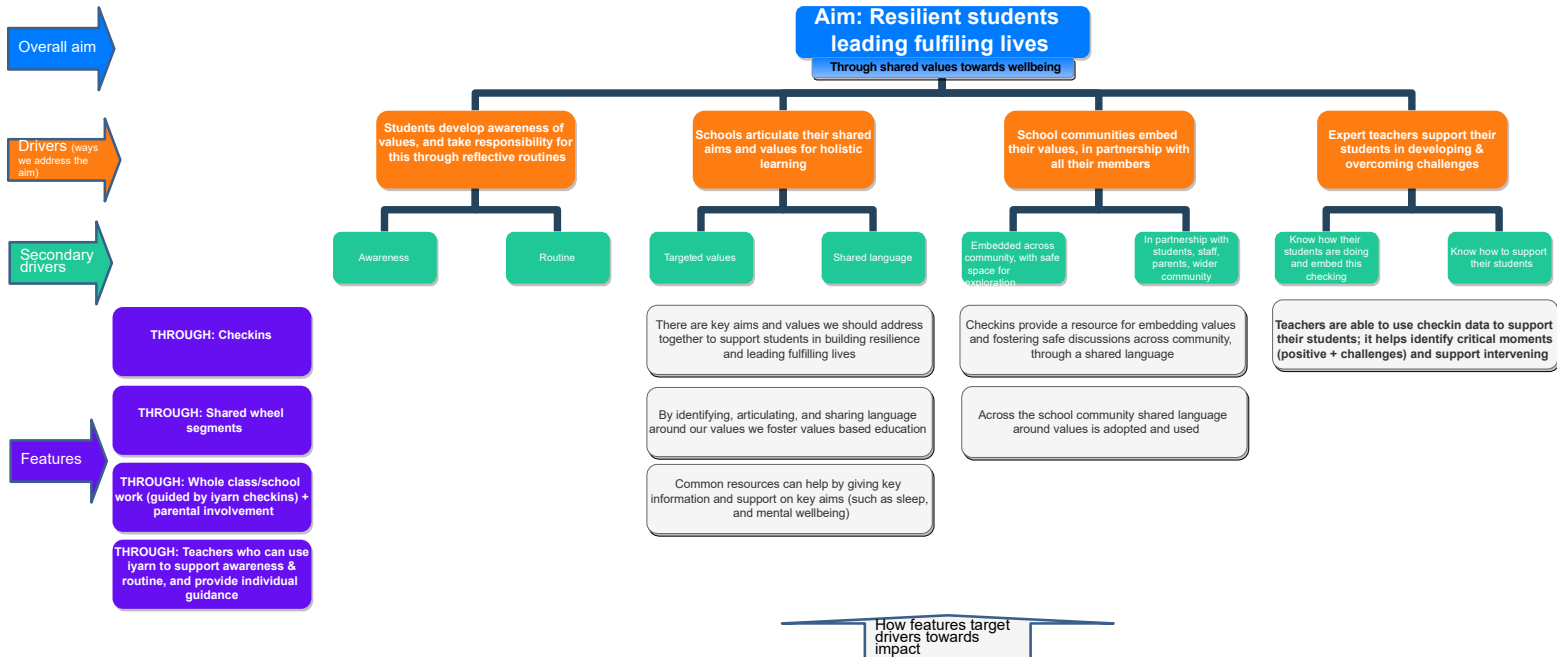 Overall aim
Aim: Resilient students
leading fulfiling lives
Through shared values towards wellbeing
Drivers (ways
we address the
aim)
Students develop awareness of
values, and take responsibility for
this through reflective routines
Schools articulate their shared
aims and values for holistic
learning
School communities embed
their values, in partnership with
all their members
Expert teachers support their
students in developing &
overcoming challenges
Secondary
drivers
Awareness
Routine
Targeted values
Shared language
Embedded across
community, with safe
space for
exploration
In partnership with
students, staff,
parents, wider
community
Know how their
students are doing
and embed this
checking
Know how to support
their students
Features
THROUGH: Checkins
THROUGH: Shared wheel
segments
THROUGH: Whole class/school
work (guided by iyarn checkins) +
parental involvement
THROUGH: Teachers who can use
iyarn to support awareness &
routine, and provide individual
guidance
There are key aims and values we should address
together to support students in building resilience
and leading fulfilling lives
By identifying, articulating, and sharing language
around our values we foster values based education
Common resources can help by giving key
information and support on key aims (such as sleep,
and mental wellbeing)
Checkins provide a resource for embedding values
and fostering safe discussions across community,
through a shared language
Across the school community shared language
around values is adopted and used
Teachers are able to use checkin data to support
their students; it helps identify critical moments
(positive + challenges) and support intervening
How features target
drivers towards
impact